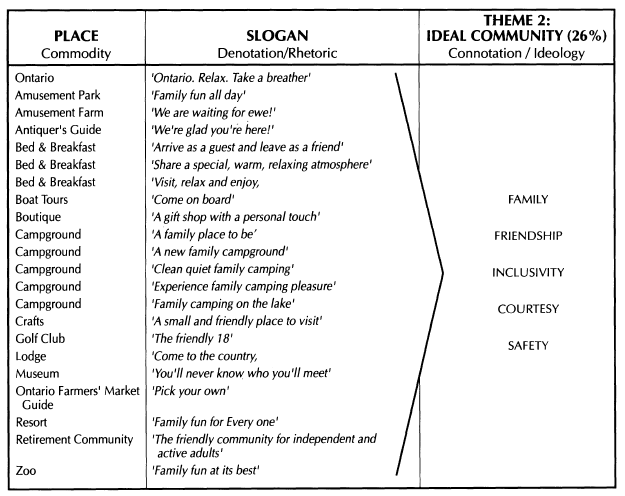 PLACE
Commodity
SLOGAN
Denotation/Rhetoric
THEME 2:
IDEAL COMMUNITY (26%)
Connotation / Ideology
Ontario 'Ontario. Relax. Take a breather'
Amusement Park 'Family fun all day'
Amusement Farm 'We are waiting for ewe!'
Antiquer's Guide 'We're glad you're here!'
Bed & Breakfast 'Arrive as a guest and leave as a friend'
Bed & Breakfast 'Share a special, warm, relaxing atmosphere'
Bed & Breakfast 'Visit, relax and enjoy,
Boat Tours 'Come on board'
Boutique 'A gift shop with a personal touch'
Campground 'A family place to be'
Campground 'A new family campground'
Campground 'Clean quiet family camping'
Campground 'Experience family camping pleasure'
Campground 'Family camping on the lake'
Crafts 'A small and friendly place to visit'
Golf Club 'The friendly 18'
Lodge 'Come to the country,
Museum 'You'll never know who you'll meet'
Ontario Farmers' Market 'Pick your own'
Guide
Resort 'Family fun for Every one'
Retirement Community 'The friendly community for independent and
active adults'
Zoo 'Family fun at its best'
FAMILY
FRIENDSHIP
INCLUSIVITY
COURTESY
SAFETY